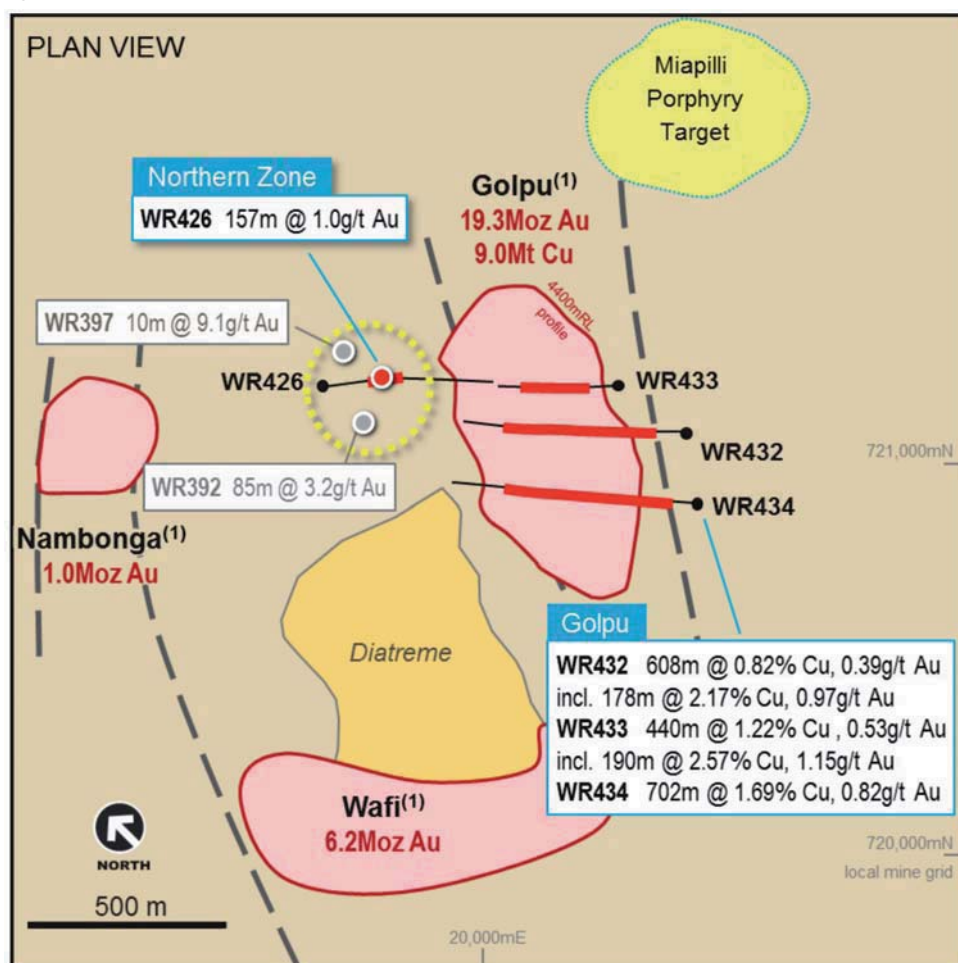 PLAN VIEW
Miapilli
Porphyry
Target
Northern Zone
WR426 157m @ 1.0g/t Au
Golpu(1)
19.3Moz Au
9.0Mt Cu
4400mRL
profile
WR397 10m @ 9.1g/t Au
WR426
WR433
WR432
721,000mN
WR392 85m @ 3.2g/t Au
WR434
Nambonga(1)
1.0Moz Au
Diatreme
Golpu
WR432 608m @ 0.82% Cu, 0.39g/t Au
incl. 178m @ 2.17% Cu, 0.97g/t Au
WR433 440m @ 1.22% Cu , 0.53g/t Au
incl. 190m @ 2.57% Cu, 1.15g/t Au
WR434 702m @ 1.69% Cu, 0.82g/t Au
Wafi(1)
6.2Moz Au
NORTH
720,000mN
local mine grid
500 m
20,000mE